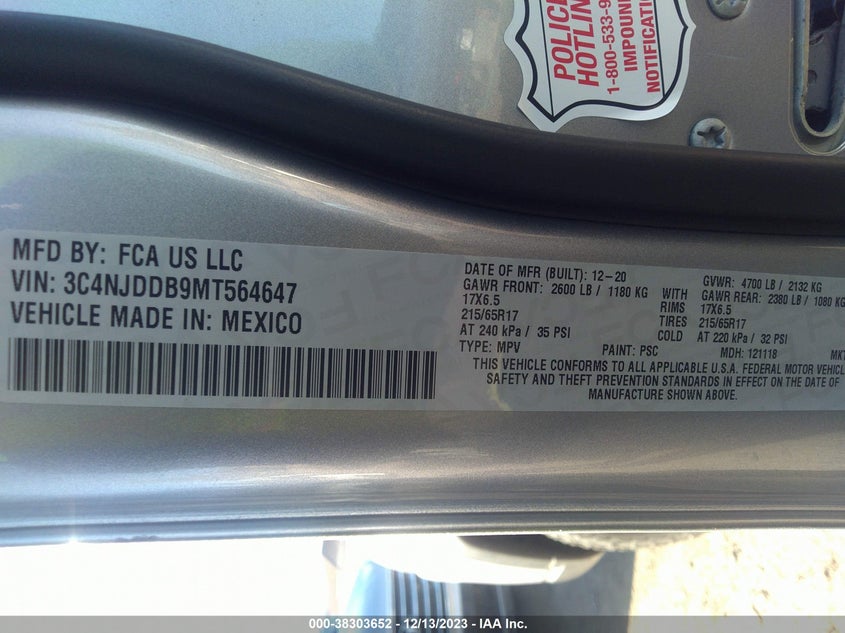 POLICE
HOTLIN
1-800-533-9
IMPOUN
NOTIFICATION
MFD BY: FCA US LLC
VIN: 3C4NJDDB9MT564647
VEHICLE MADE IN: MEXICO
DATE OF MFR (BUILT): 12-20
GAWR FRONT: 2600 LB / 1180 KG WITH
17X6.5 RIMS
215/65R17 TIRES
AT 240 kPa / 35 PSI COLD
TYPE: MPV PAINT: PSC
GVWR: 4700 LB / 2132 KG
GAWR REAR: 2380 LB / 1080 KG
17X6.5
215/65R17
AT 220 kPa / 32 PSI
MDH: 121118 MKT
THIS VEHICLE CONFORMS TO ALL APPLICABLE U.S.A. FEDERAL MOTOR VEHICL
SAFETY AND THEFT PREVENTION STANDARDS IN EFFECT ON THE DATE OF
MANUFACTURE SHOWN ABOVE.
000-38303652 - 12/13/2023 - IAA Inc.